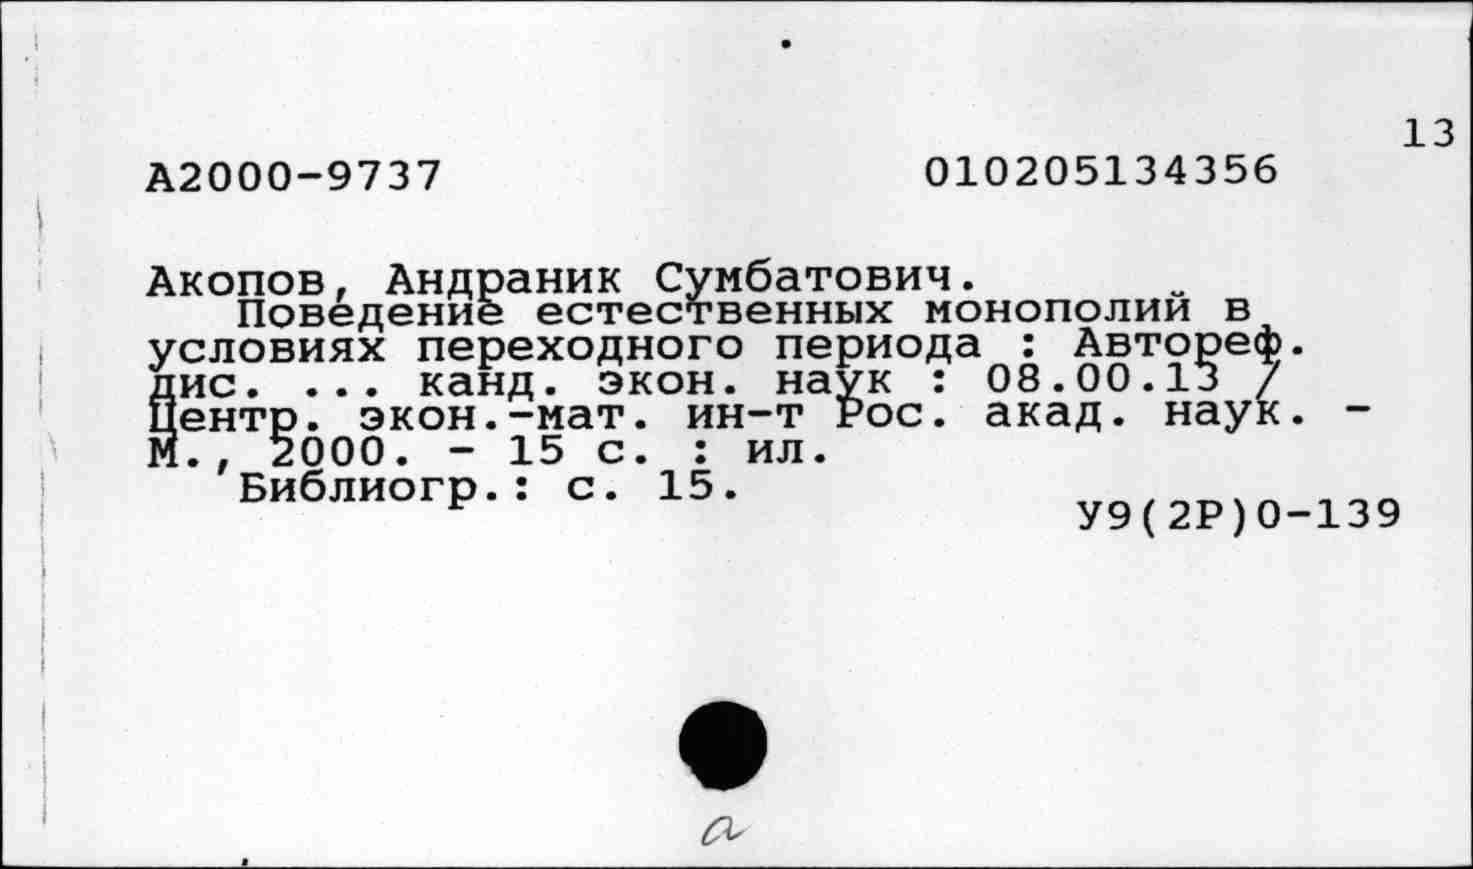 13
А2000-9737 010205134356
Акопов, Андраник Сумбатович.
Поведение естественных монополий в
условиях переходного периода : Автореф.
дис. ... канд. экон. наук : 08.00.13 /
Центр. экон.-мат. ин-т Рос. акад. наук. -
М., 2000. - 15 с. : ил.
Библиогр.: с. 15.
У9(2Р)0-139
а